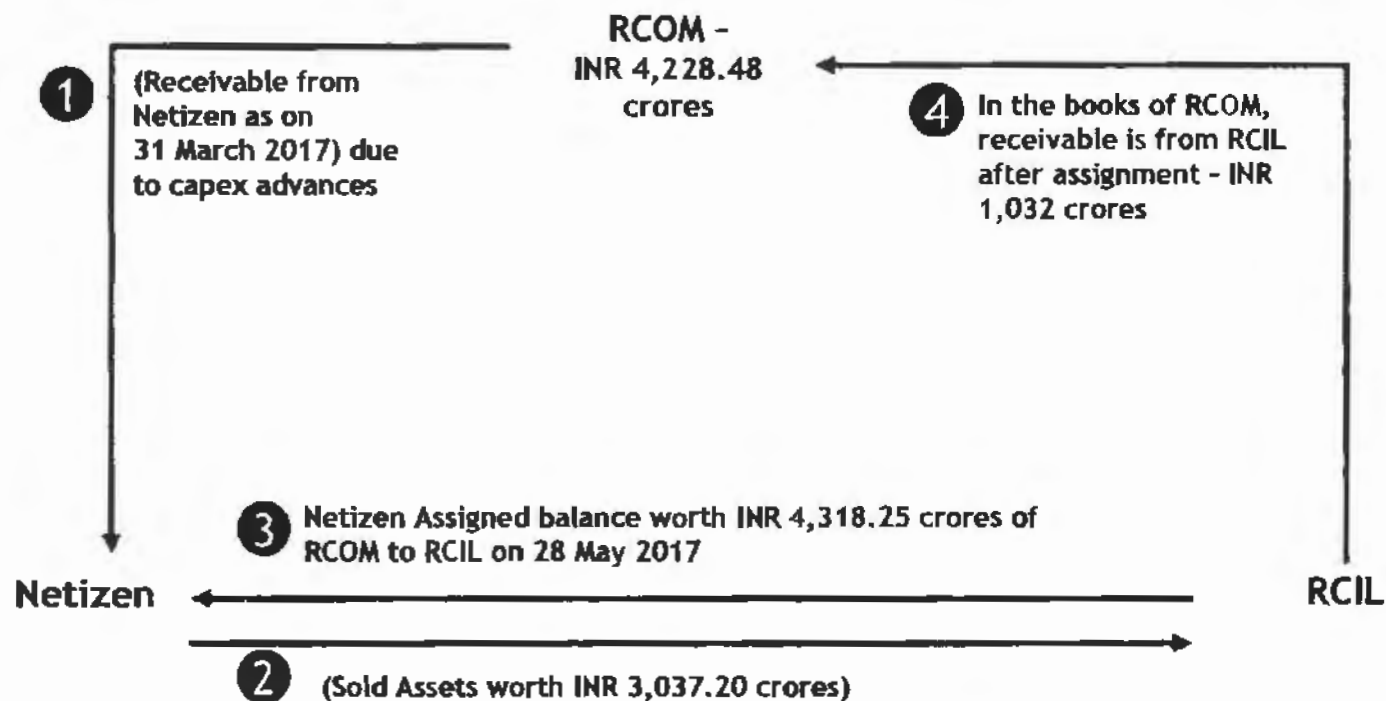 RCOM –
INR 4,228.48
crores
1
(Receivable from
Netizen as on
31 March 2017) due
to capex advances
4
In the books of RCOM,
receivable is from RCIL
after assignment - INR
1,032 crores
3
Netizen Assigned balance worth INR 4,318.25 crores of
RCOM to RCIL on 28 May 2017
Netizen
RCIL
2
(Sold Assets worth INR 3,037.20 crores)